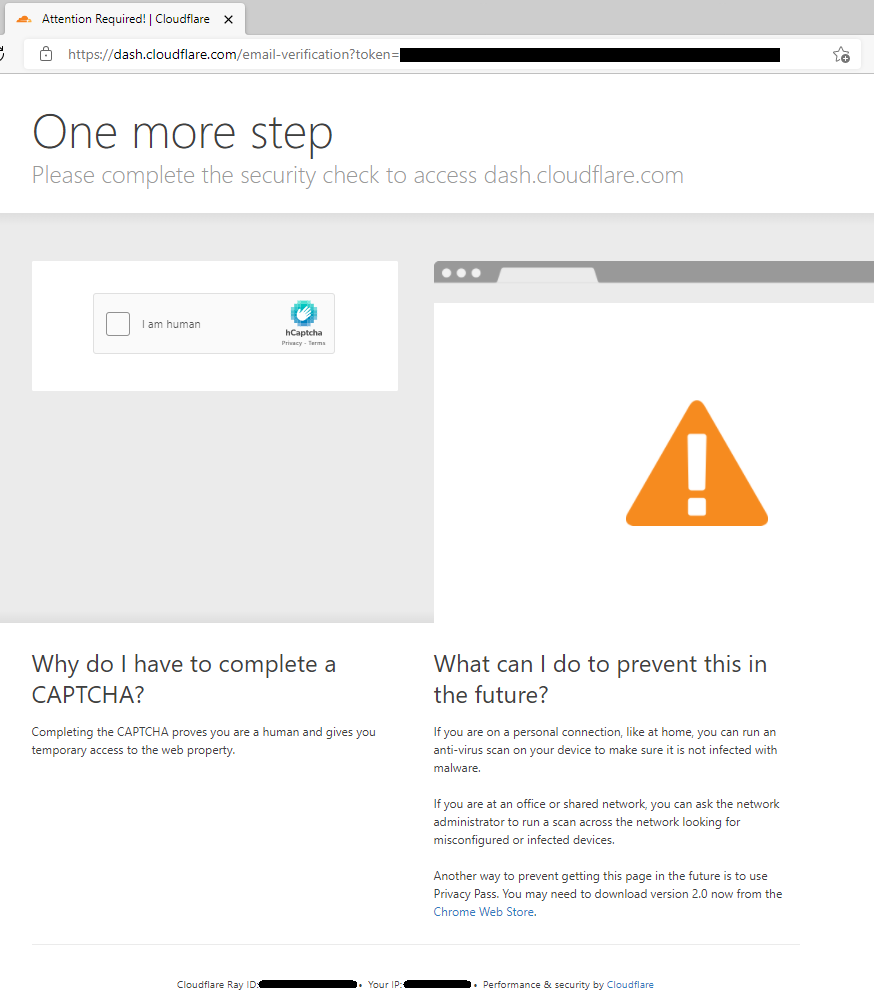 Attention Required! | Cloudflare
https://dash.cloudflare.com/email-verification?token=
One more step
Please complete the security check to access dash.cloudflare.com
I am human
hCaptcha
Privacy - Terms
Why do I have to complete a
CAPTCHA?
Completing the CAPTCHA proves you are a human and gives you
temporary access to the web property.
What can I do to prevent this in
the future?
If you are on a personal connection, like at home, you can run an
anti-virus scan on your device to make sure it is not infected with
malware.
If you are at an office or shared network, you can ask the network
administrator to run a scan across the network looking for
misconfigured or infected devices.
Another way to prevent getting this page in the future is to use
Privacy Pass. You may need to download version 2.0 now from the
Chrome Web Store.
Cloudflare Ray ID: • Your IP: • Performance & security by Cloudflare